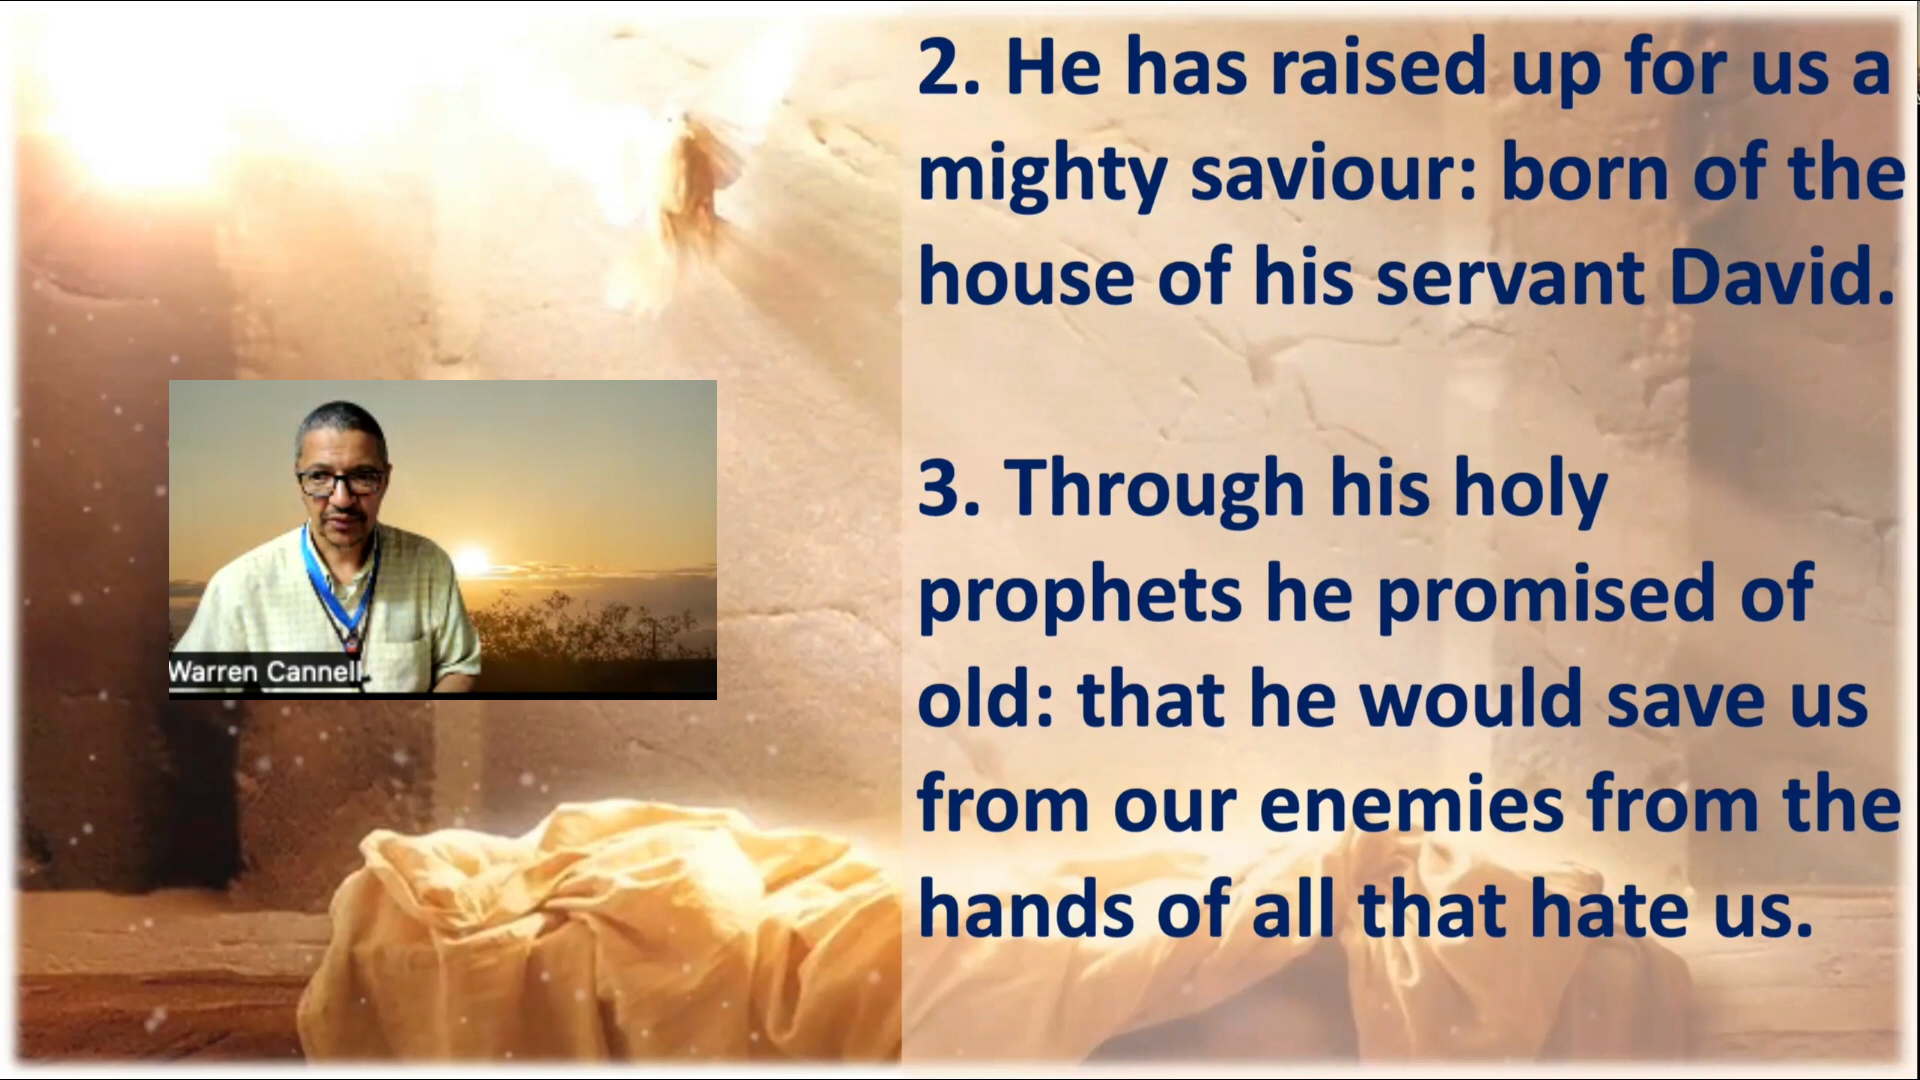 2. He has raised up for us a
mighty saviour: born of the
house of his servant David.
3. Through his holy
prophets he promised of
old: that he would save us
from our enemies from the
hands of all that hate us.
Warren Cannell